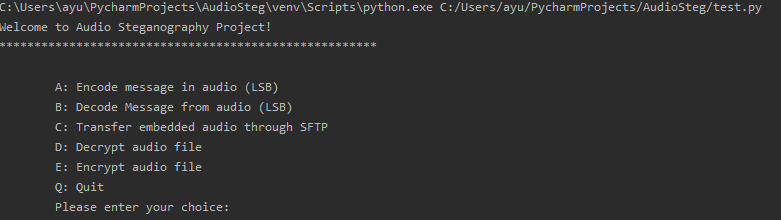 C:\Users\ayu\PycharmProjects\AudioSteg\venv\Scripts\python.exe C:/Users/ayu/PycharmProjects/AudioSteg/test.py
Welcome to Audio Steganography Project!
******************************************************
A: Encode message in audio (LSB)
B: Decode Message from audio (LSB)
C: Transfer embedded audio through SFTP
D: Decrypt audio file
E: Encrypt audio file
Q: Quit
Please enter your choice: